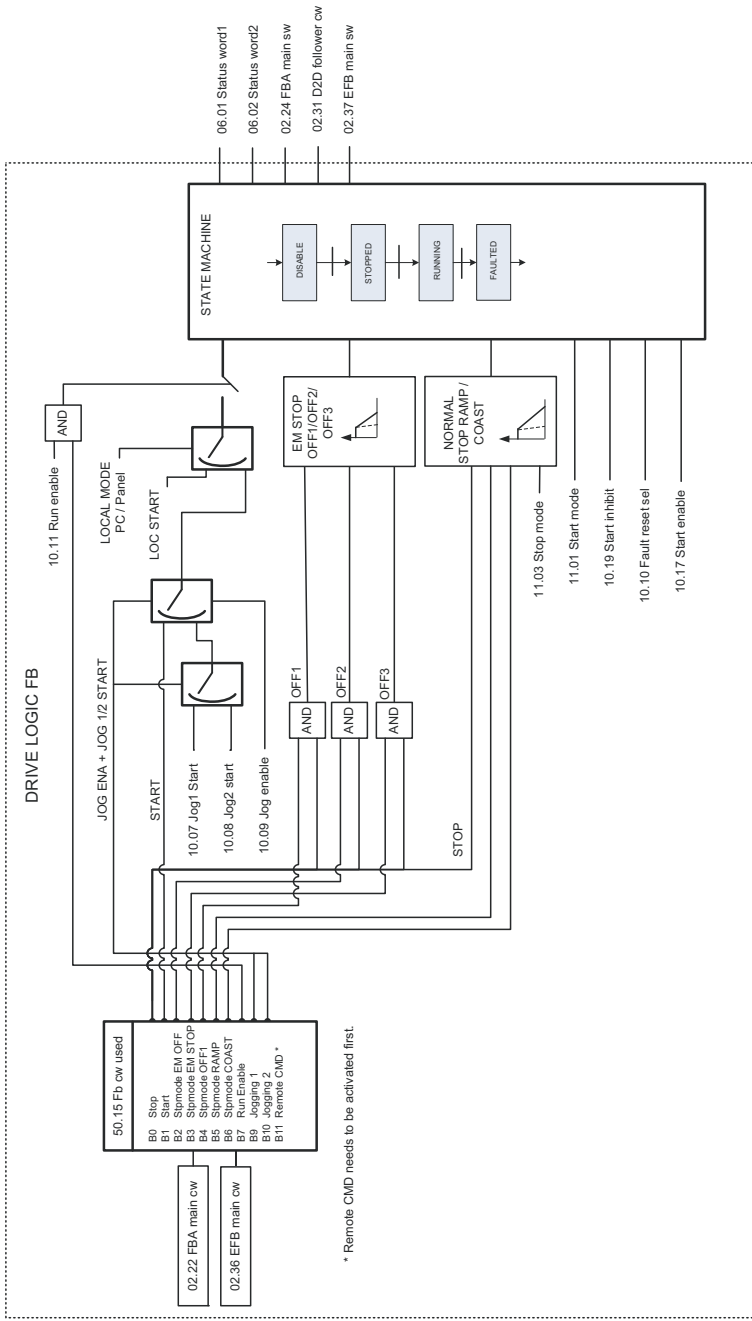 DRIVE LOGIC FB
50.15 Fb cw used
B0 Stop
B1 Start
B2 Stpmode EM OFF
B3 Stpmode EM STOP
B4 Stpmode OFF1
B5 Stpmode RAMP
B6 Stpmode COAST
B7 Run Enable
B9 Jogging 1
B10 Jogging 2
B11 Remote CMD *
02.22 FBA main cw
02.36 EFB main cw
* Remote CMD needs to be activated first.
10.11 Run enable
AND
JOG ENA + JOG 1/2 START
START
10.07 Jog1 Start
10.08 Jog2 start
10.09 Jog enable
LOCAL MODE
PC / Panel
LOC START
OFF1
AND
OFF2
AND
OFF3
AND
STOP
EM STOP
OFF1/OFF2/
OFF3
NORMAL
STOP RAMP /
COAST
11.03 Stop mode
11.01 Start mode
10.19 Start inhibit
10.10 Fault reset sel
10.17 Start enable
STATE MACHINE
DISABLE
STOPPED
RUNNING
FAULTED
06.01 Status word1
06.02 Status word2
02.24 FBA main sw
02.31 D2D follower cw
02.37 EFB main sw